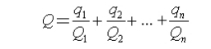 Q = q₁/Q₁ + q₂/Q₂ + ... + qₙ/Qₙ